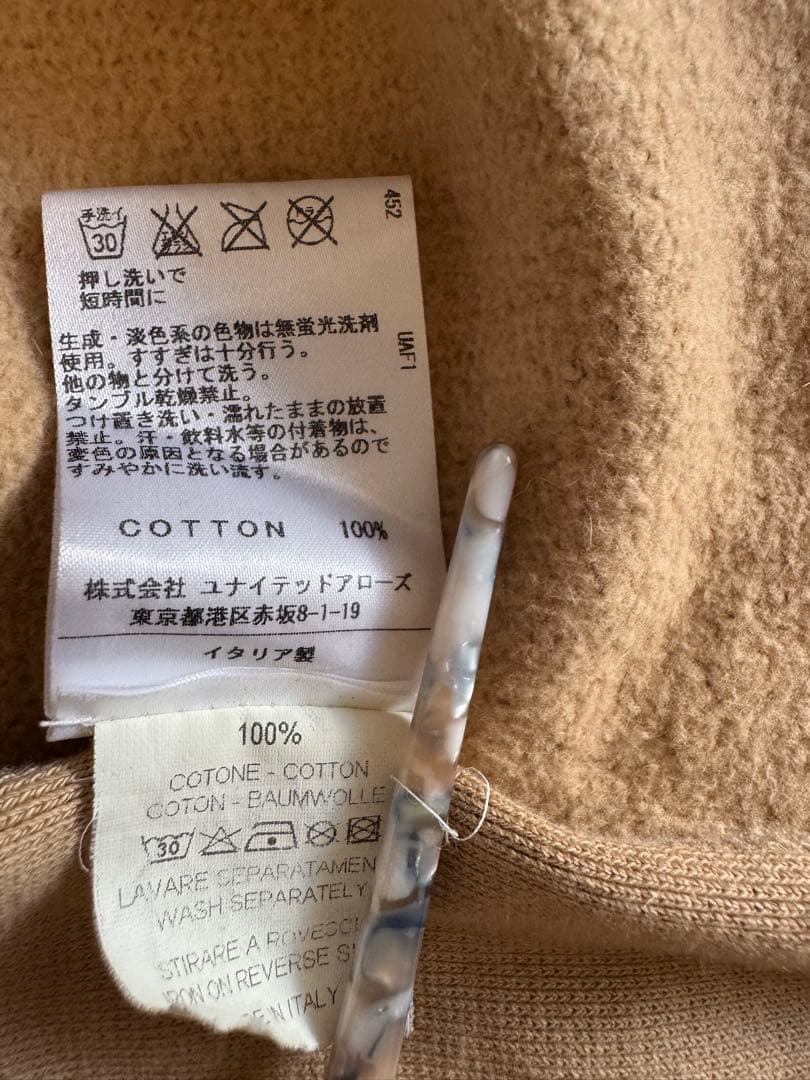 452
手洗イ
30
押し洗いで
短時間に
生成・淡色系の色物は無蛍光洗剤
使用。すすぎは十分行う。
他の物と分けて洗う。
タンブル乾燥禁止。
つけ置き洗い・濡れたままの放置
禁止。汗・飲料水等の付着物は、
変色の原因となる場合があるので
すみやかに洗い流す。
UAF1
COTTON 100%
株式会社 ユナイテッドアローズ
東京都港区赤坂8-1-19
イタリア製
100%
COTONE - COTTON
COTON - BAUMWOLLE
30
LAVARE SEPARATAMEN
WASH SEPARATELY
STIRARE A ROVESCI
IRON ON REVERSE S
E IN ITALY